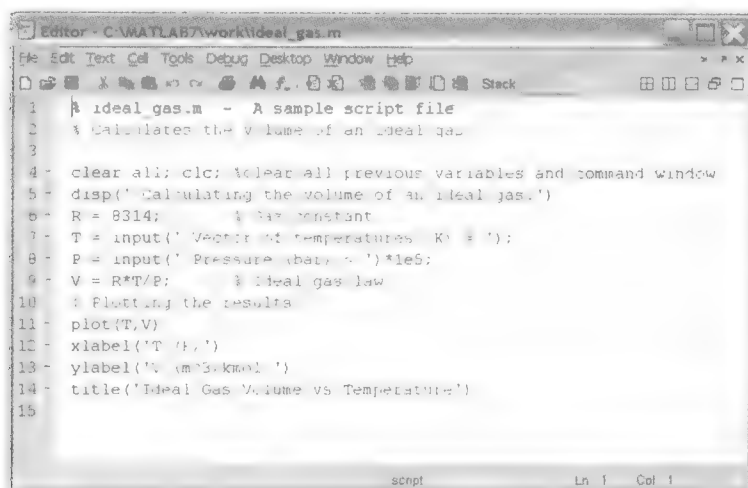 Editor - C:\MATLAB7\work\ideal_gas.m
File Edit Text Cell Tools Debug Desktop Window Help
Stack
1 % ideal_gas.m - A sample script file
2 % Calculates the volume of an ideal gas
3
4 - clear all; clc; %clear all previous variables and command window
5 - disp(' Calculating the volume of an ideal gas.')
6 - R = 8314; % Gas constant
7 - T = input(' Vector of temperatures (K) = ');
8 - P = input(' Pressure (bar) = ')*1e5;
9 - V = R*T/P; % Ideal gas law
10 % Plotting the results
11 - plot(T,V)
12 - xlabel('T (K)')
13 - ylabel('V (m^3/kmol)')
14 - title('Ideal Gas Volume vs Temperature')
15
script Ln 1 Col 1